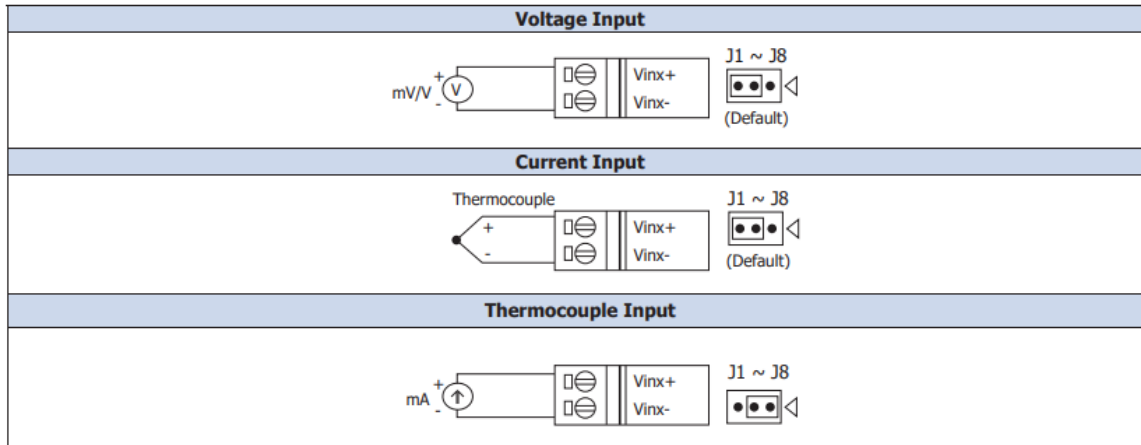 Voltage Input
J1 ~ J8
mV/V + - V Vinx+
Vinx-
(Default)
Current Input
Thermocouple J1 ~ J8
+ Vinx+
- Vinx-
(Default)
Thermocouple Input
J1 ~ J8
mA + - Vinx+
Vinx-